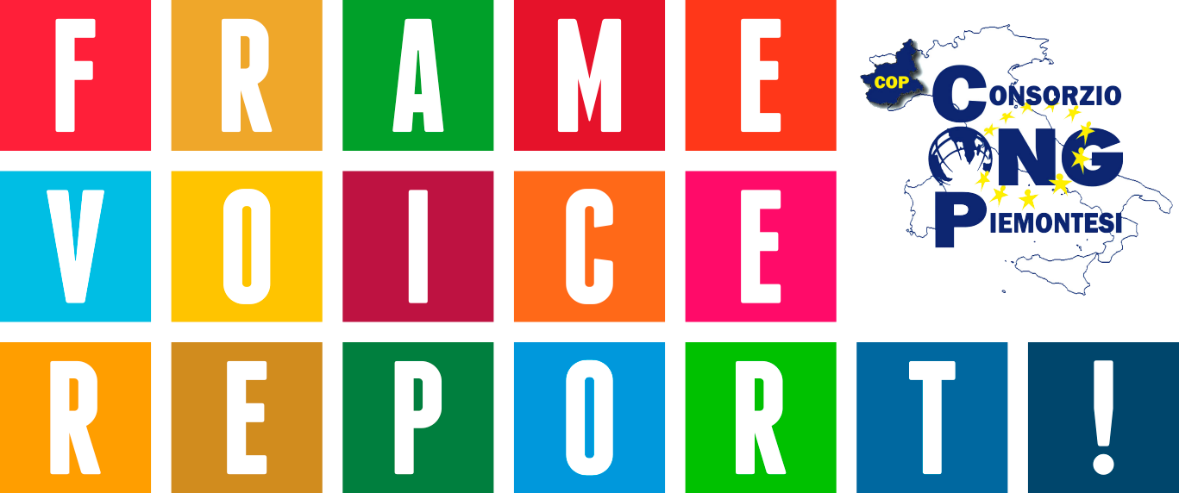 FRAME
VOICE
REPORT!
COP
CONSORZIO
ONG
PIEMONTESI